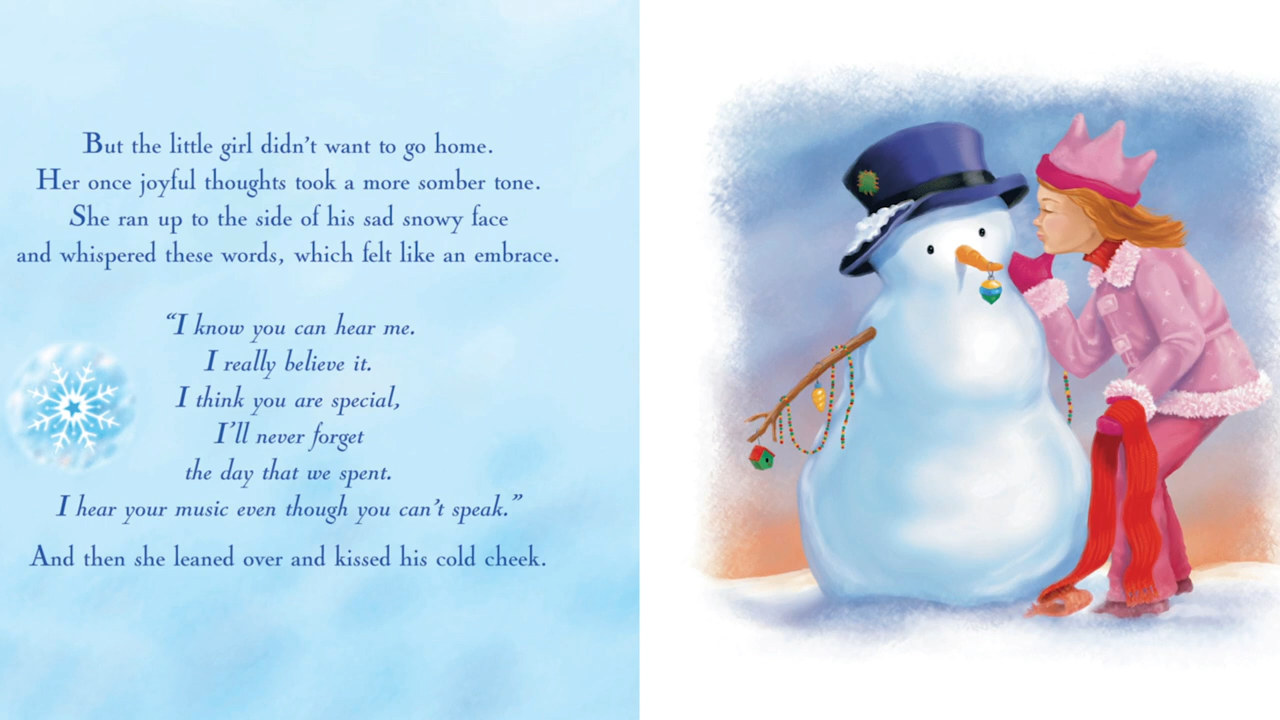 But the little girl didn’t want to go home.
Her once joyful thoughts took a more somber tone.
She ran up to the side of his sad snowy face
and whispered these words, which felt like an embrace.
“I know you can hear me.
I really believe it.
I think you are special,
I’ll never forget
the day that we spent.
I hear your music even though you can’t speak.”
And then she leaned over and kissed his cold cheek.